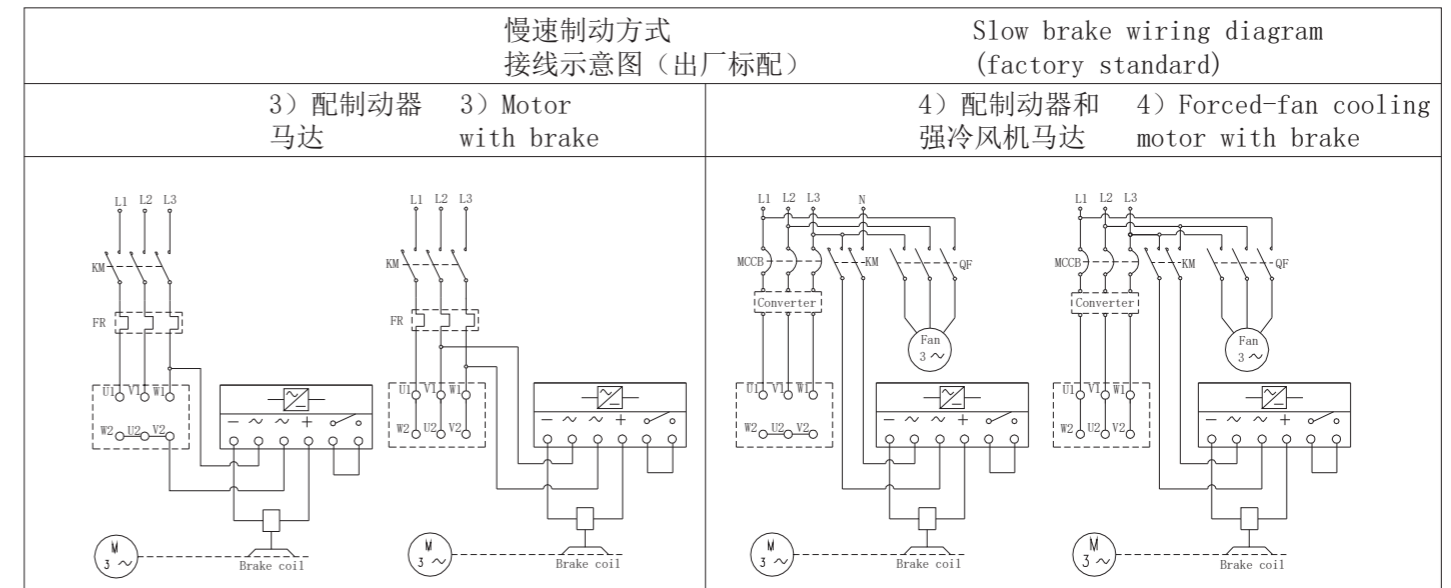 慢速制动方式
接线示意图（出厂标配）
Slow brake wiring diagram
(factory standard)
3）配制动器
马达
3）Motor
with brake
4）配制动器和
强冷风机马达
4）Forced-fan cooling
motor with brake
L1 L2 L3
KM
FR
U1 V1 W1
W2 U2 V2
− ~ ~ +
M
3 ~
Brake coil
L1 L2 L3
KM
FR
U1 V1 W1
W2 U2 V2
− ~ ~ +
M
3 ~
Brake coil
L1 L2 L3 N
MCCB KM QF
Converter
Fan
3 ~
U1 V1 W1
W2 U2 V2
− ~ ~ +
M
3 ~
Brake coil
L1 L2 L3
MCCB KM QF
Converter
Fan
3 ~
U1 V1 W1
W2 U2 V2
− ~ ~ +
M
3 ~
Brake coil